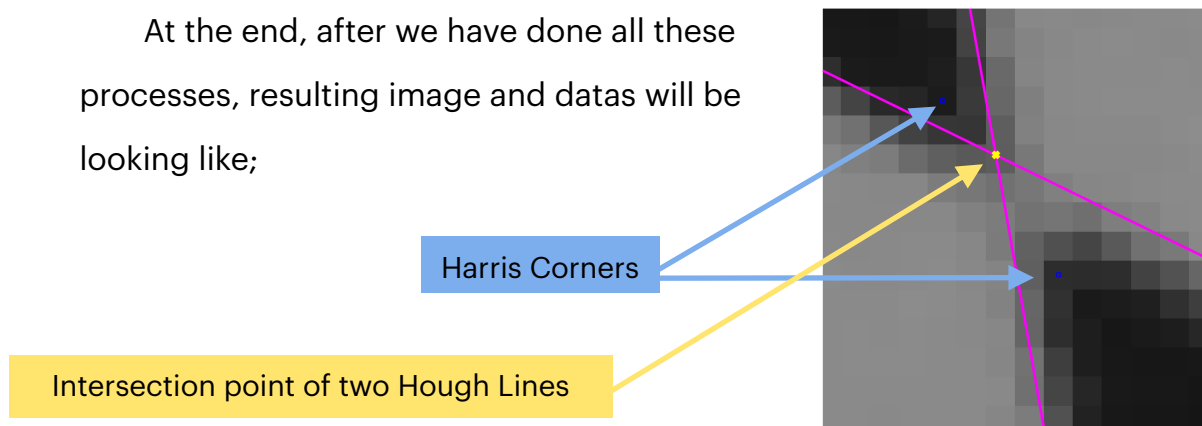 At the end, after we have done all these
processes, resulting image and datas will be
looking like;
Harris Corners
Intersection point of two Hough Lines